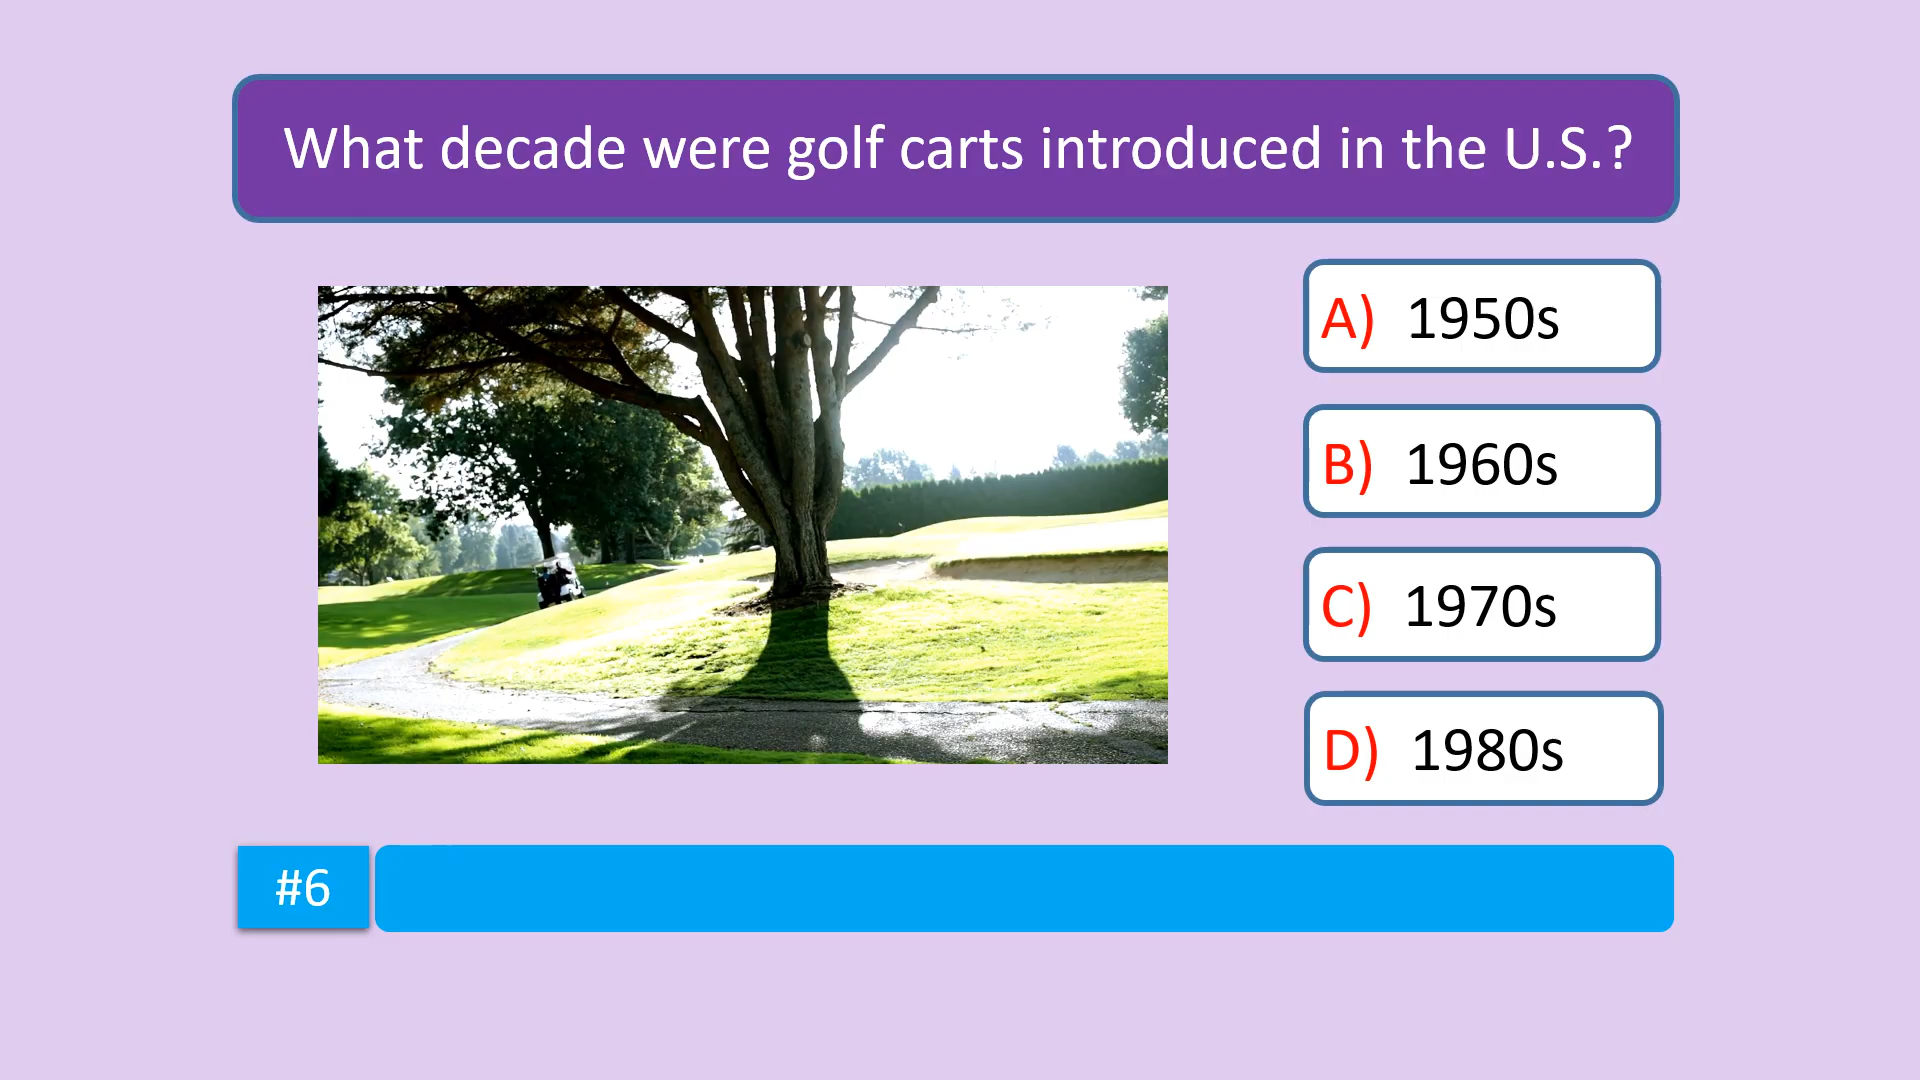 What decade were golf carts introduced in the U.S.?
A) 1950s
B) 1960s
C) 1970s
D) 1980s
#6